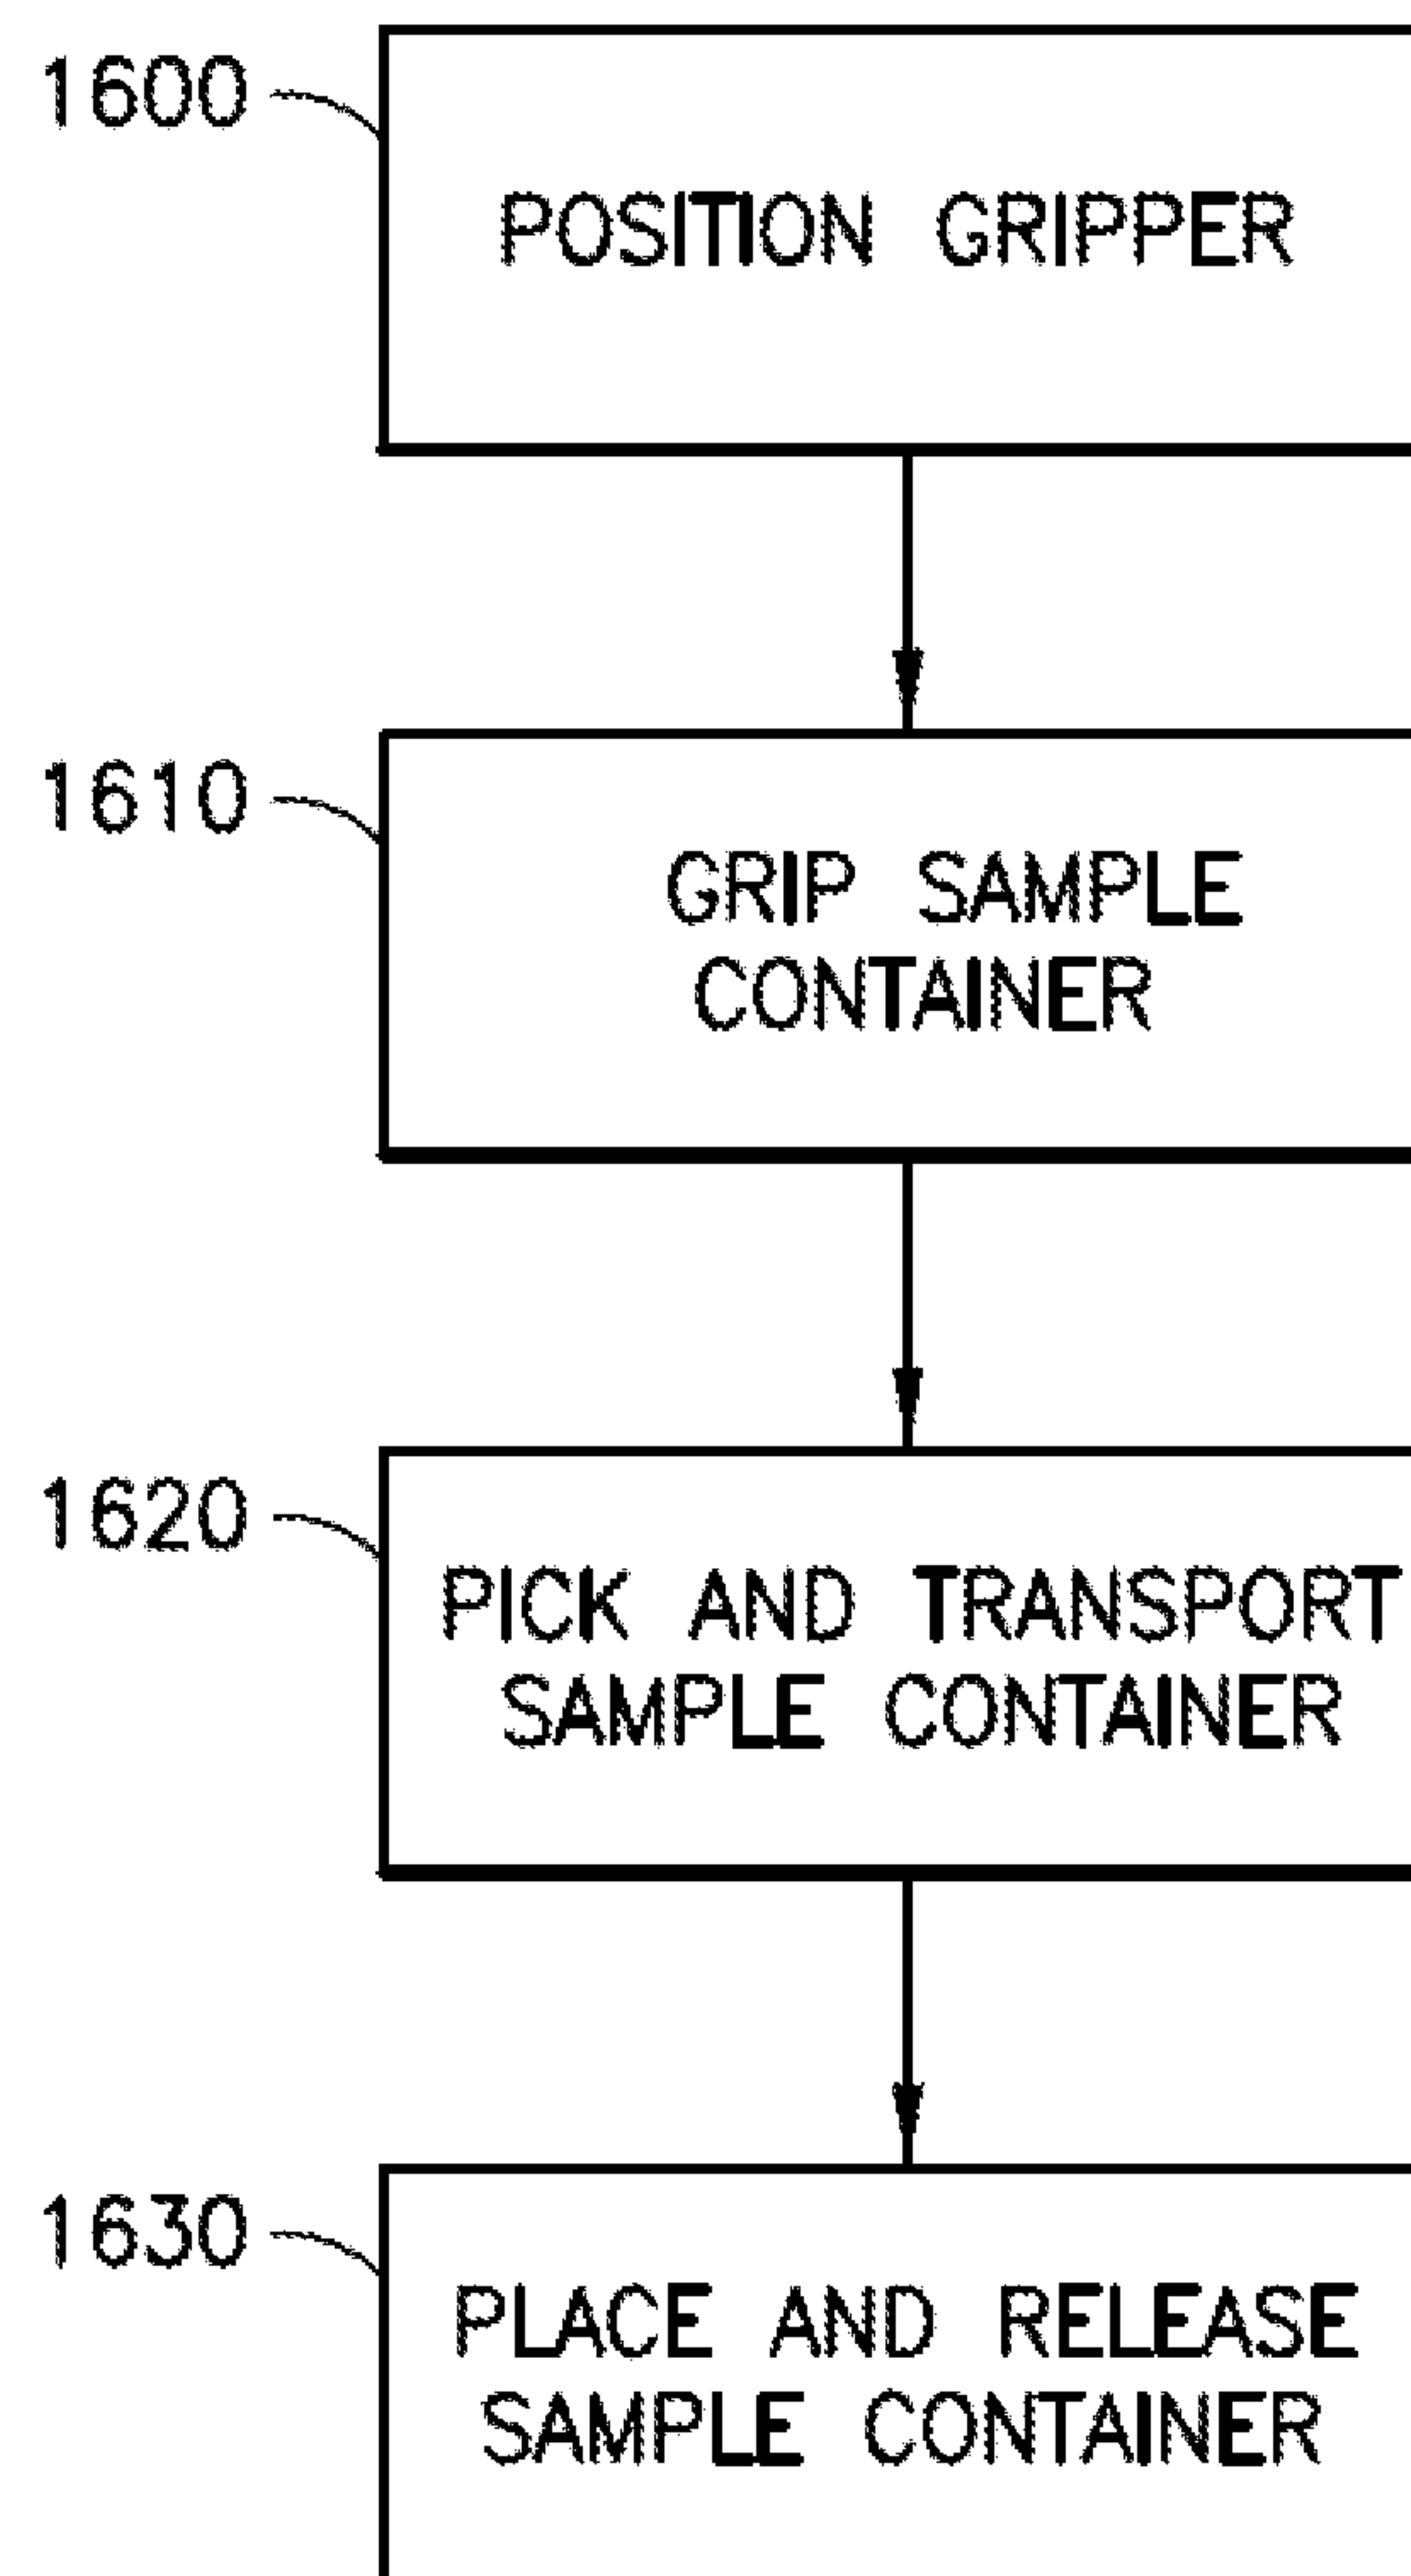 1600
POSITION GRIPPER
1610
GRIP SAMPLE
CONTAINER
1620
PICK AND TRANSPORT
SAMPLE CONTAINER
1630
PLACE AND RELEASE
SAMPLE CONTAINER